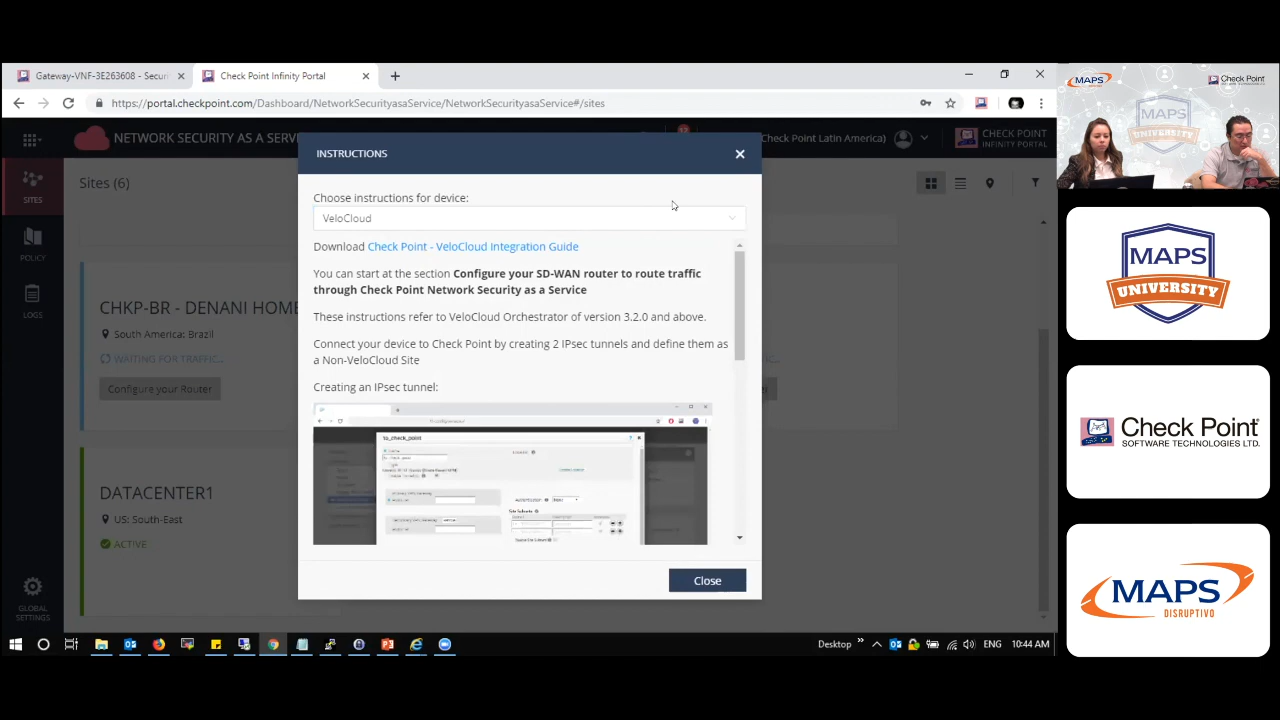 Gateway-VNF-3E263608 - Securi
Check Point Infinity Portal
https://portal.checkpoint.com/Dashboard/NetworkSecurityasaService/NetworkSecurityasaService#/sites
MAPS
Check Point
MAPS
UNIVERSITY
NETWORK SECURITY AS A SERV
Check Point Latin America)
CHECK POINT
INFINITY PORTAL
INSTRUCTIONS
SITES
POLICY
LOGS
GLOBAL
SETTINGS
Sites (6)
CHKP-BR - DENANI HOME
South America: Brazil
WAITING FOR TRAFFIC...
Configure your Router
DATACENTER1
US: South-East
ACTIVE
Choose instructions for device:
VeloCloud
Download Check Point - VeloCloud Integration Guide
You can start at the section Configure your SD-WAN router to route traffic
through Check Point Network Security as a Service
These instructions refer to VeloCloud Orchestrator of version 3.2.0 and above.
Connect your device to Check Point by creating 2 IPsec tunnels and define them as
a Non-VeloCloud Site
Creating an IPsec tunnel:
to_check_point
Close
Desktop
ENG
10:44 AM
MAPS
UNIVERSITY
Check Point
SOFTWARE TECHNOLOGIES LTD.
MAPS
DISRUPTIVO